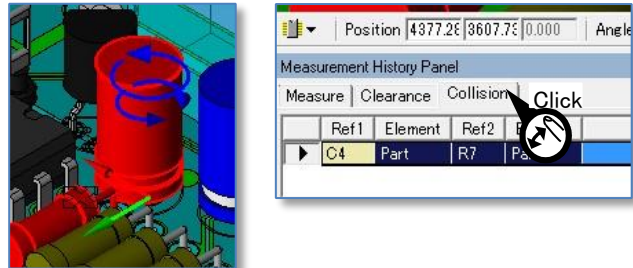 Position 4377.28 3607.73 0.000 Angle
Measurement History Panel
Measure Clearance Collision Click
Ref1 Element Ref2
C4 Part R7